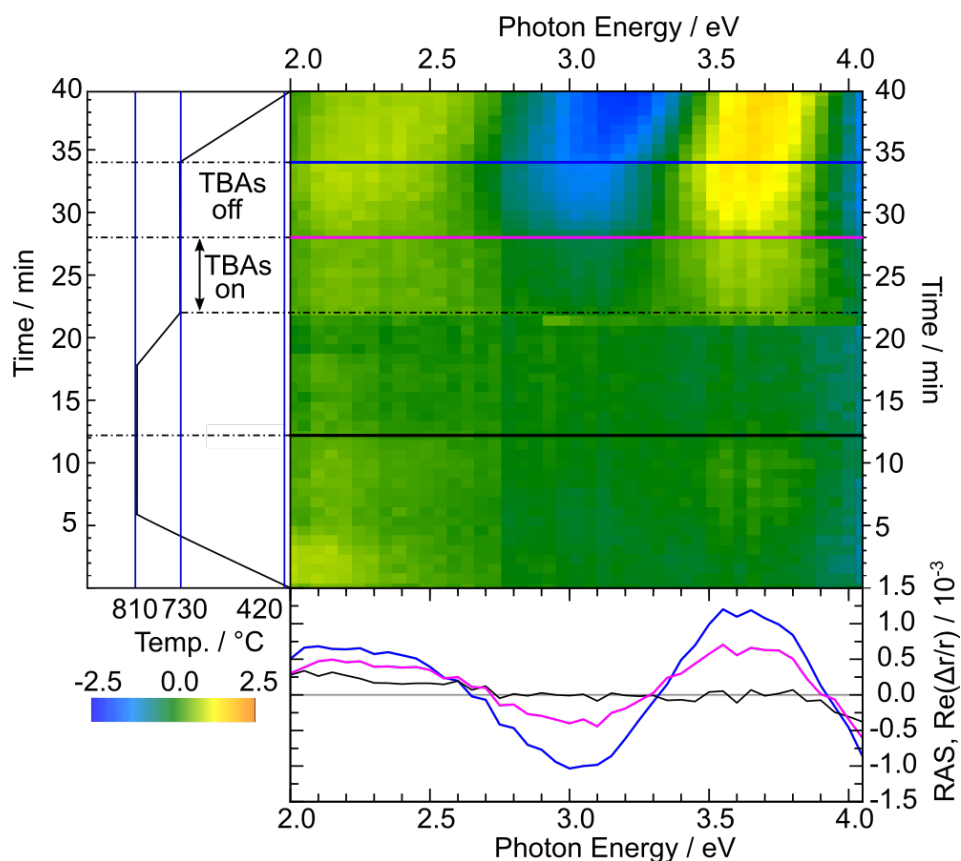 Photon Energy / eV
2.0 2.5 3.0 3.5 4.0
40 40
35 35
TBAs
off
30 30
TBAs
on
25 25
20 20
15 15
10 10
5 5
Time / min
Time / min
810 730 420
Temp. / °C
-2.5 0.0 2.5
1.5
1.0
0.5
0.0
-0.5
-1.0
-1.5
RAS, Re(Δr/r) / 10⁻³
2.0 2.5 3.0 3.5 4.0
Photon Energy / eV